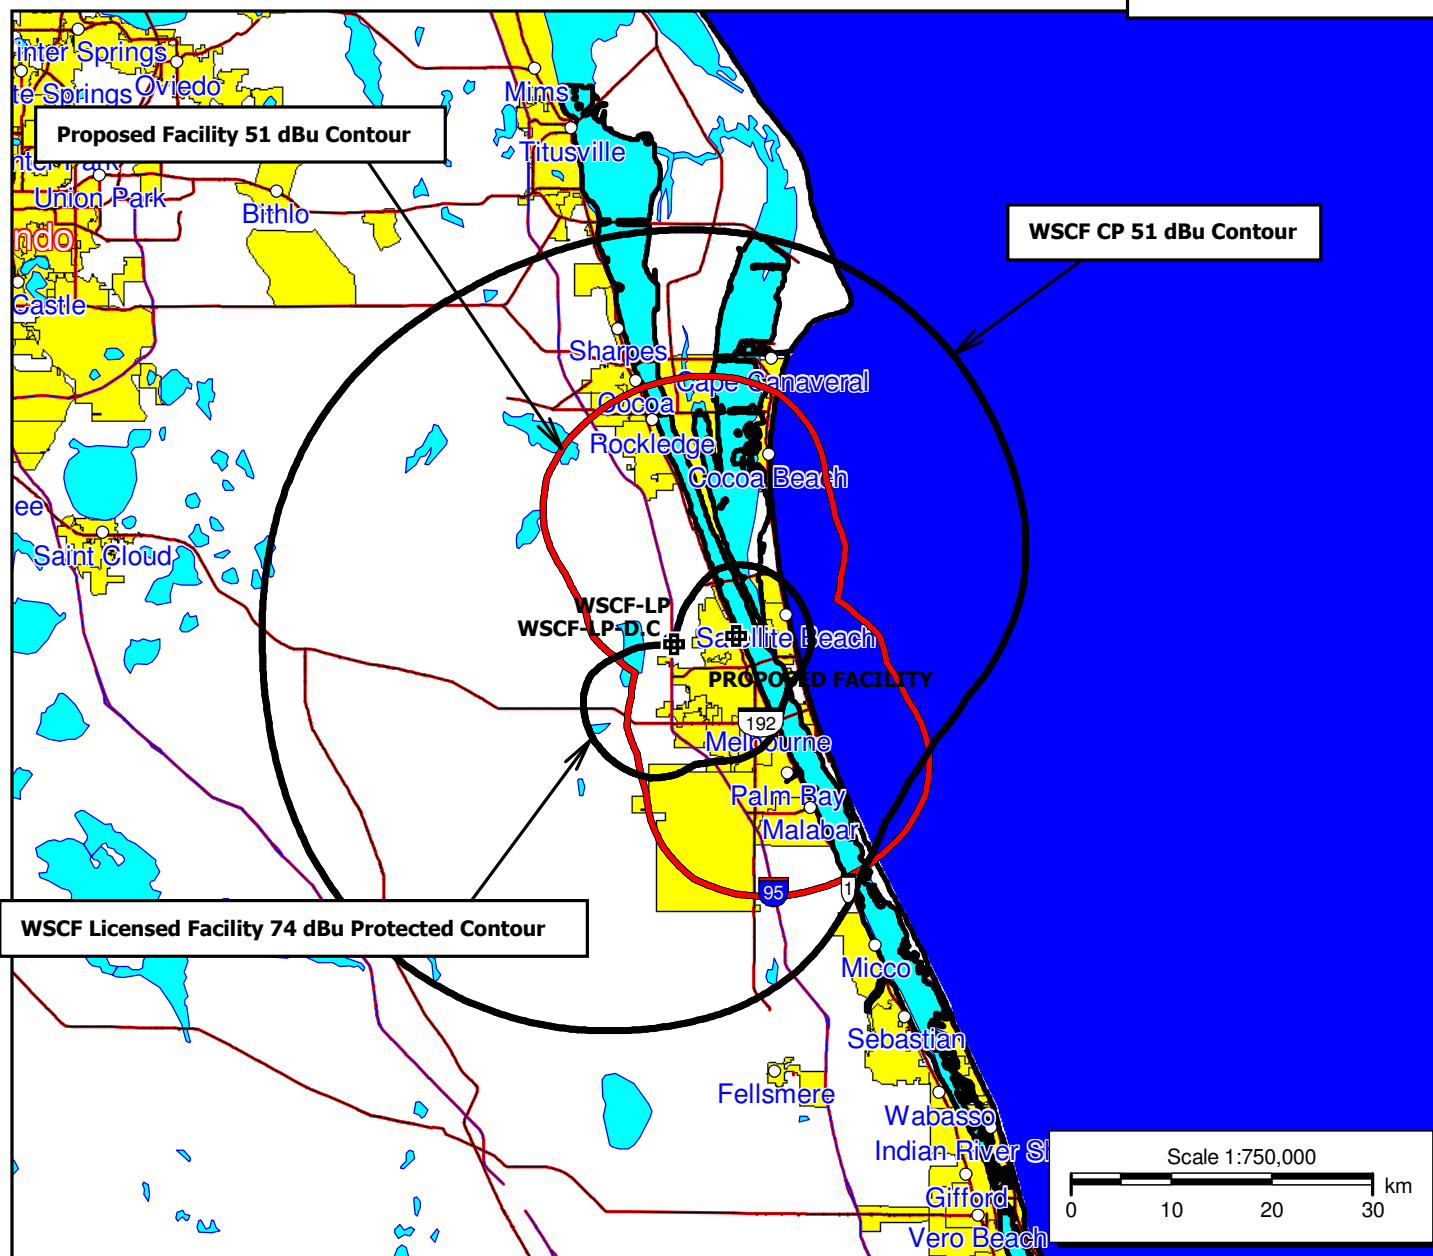 inter Springs
te Springs
Oviedo
Mims
Proposed Facility 51 dBu Contour
Titusville
nter Park
Union Park
Bithlo
ndo
WSCF CP 51 dBu Contour
Castle
Sharpes
Cape Canaveral
Cocoa
Rockledge
Cocoa Beach
ee
Saint Cloud
WSCF-LP
WSCF-LP-D.C
Satellite Beach
PROPOSED FACILITY
192
Melbourne
Palm Bay
Malabar
95
1
WSCF Licensed Facility 74 dBu Protected Contour
Micco
Sebastian
Fellsmere
Wabasso
Indian River Sh
Gifford
Vero Beach
Scale 1:750,000
km
0 10 20 30